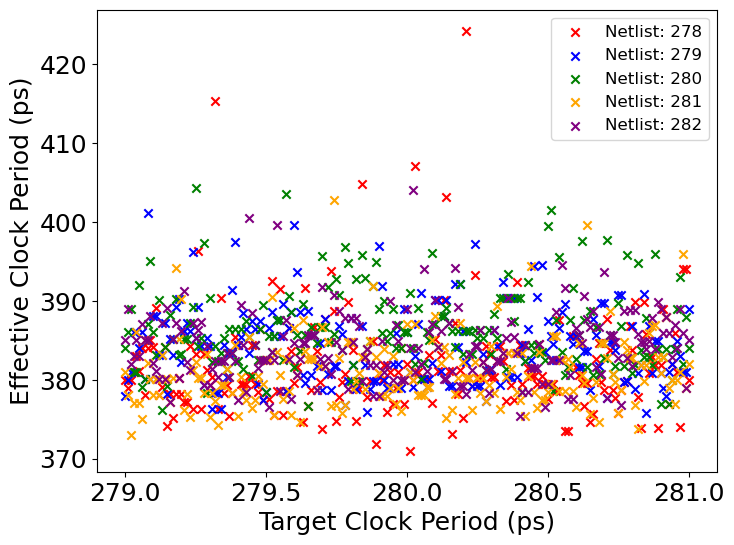 Effective Clock Period (ps)
420
410
400
390
380
370
Netlist: 278
Netlist: 279
Netlist: 280
Netlist: 281
Netlist: 282
279.0 279.5 280.0 280.5 281.0
Target Clock Period (ps)